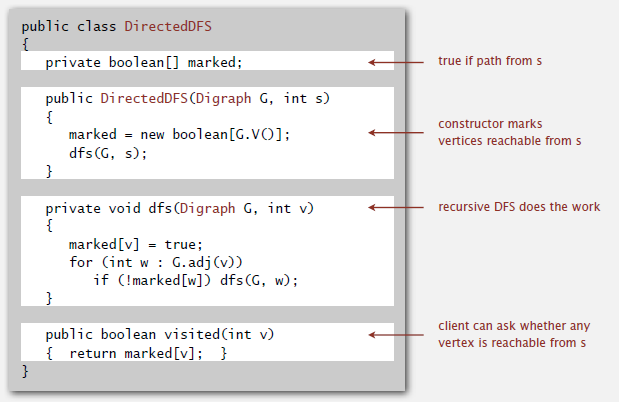 public class DirectedDFS
{
private boolean[] marked;
true if path from s
public DirectedDFS(Digraph G, int s)
{
marked = new boolean[G.V()];
dfs(G, s);
}
constructor marks
vertices reachable from s
private void dfs(Digraph G, int v)
recursive DFS does the work
{
marked[v] = true;
for (int w : G.adj(v))
if (!marked[w]) dfs(G, w);
}
public boolean visited(int v)
{ return marked[v]; }
client can ask whether any
vertex is reachable from s
}